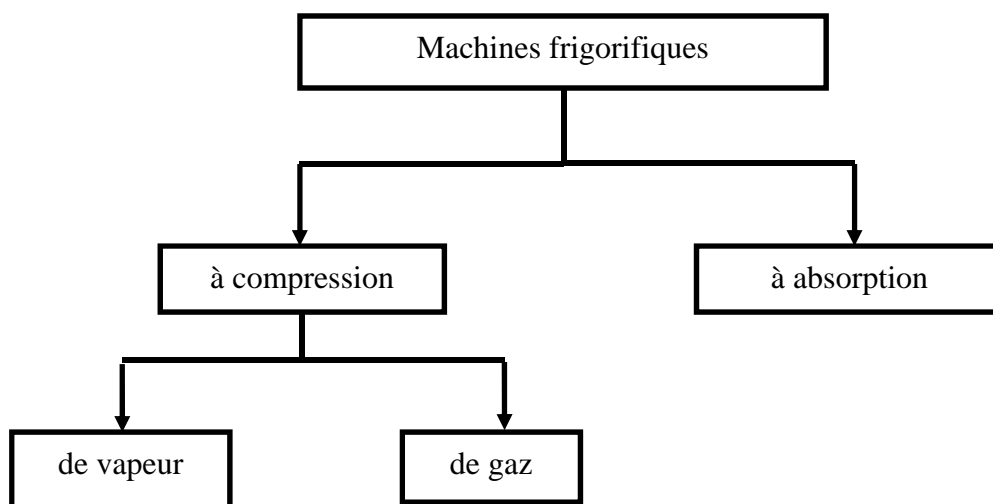 Machines frigorifiques
à compression
à absorption
de vapeur
de gaz